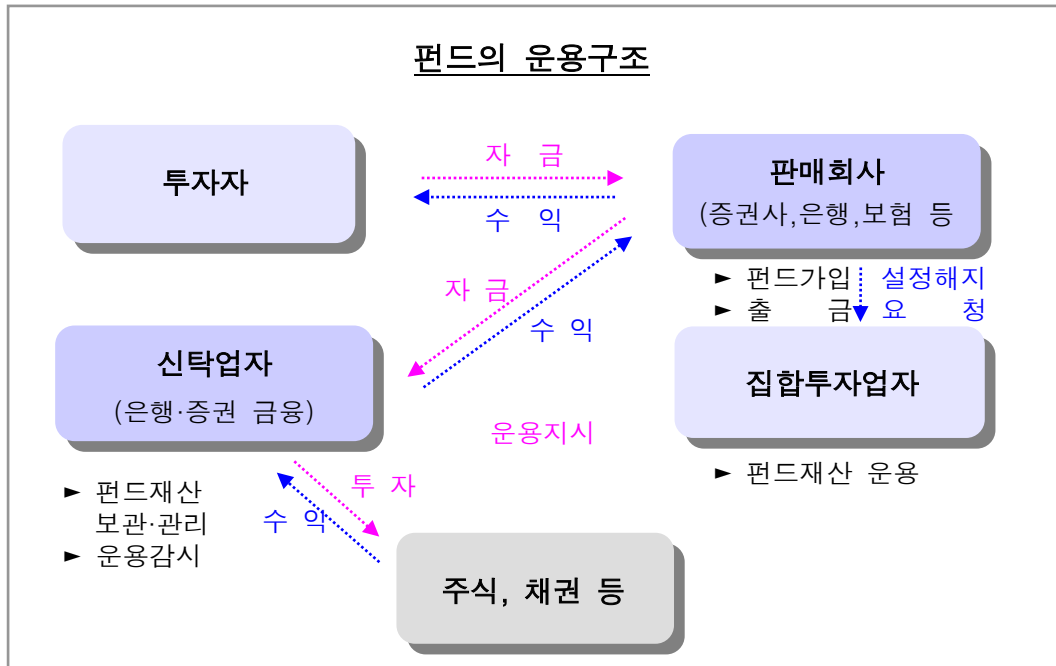 펀드의 운용구조
투자자
자 금
수 익
판매회사
(증권사,은행,보험 등
► 펀드가입
► 출 금
설정해지
요 청
자 금
수 익
신탁업자
(은행·증권 금융)
► 펀드재산
보관·관리
► 운용감시
운용지시
집합투자업자
► 펀드재산 운용
투 자
수 익
주식, 채권 등